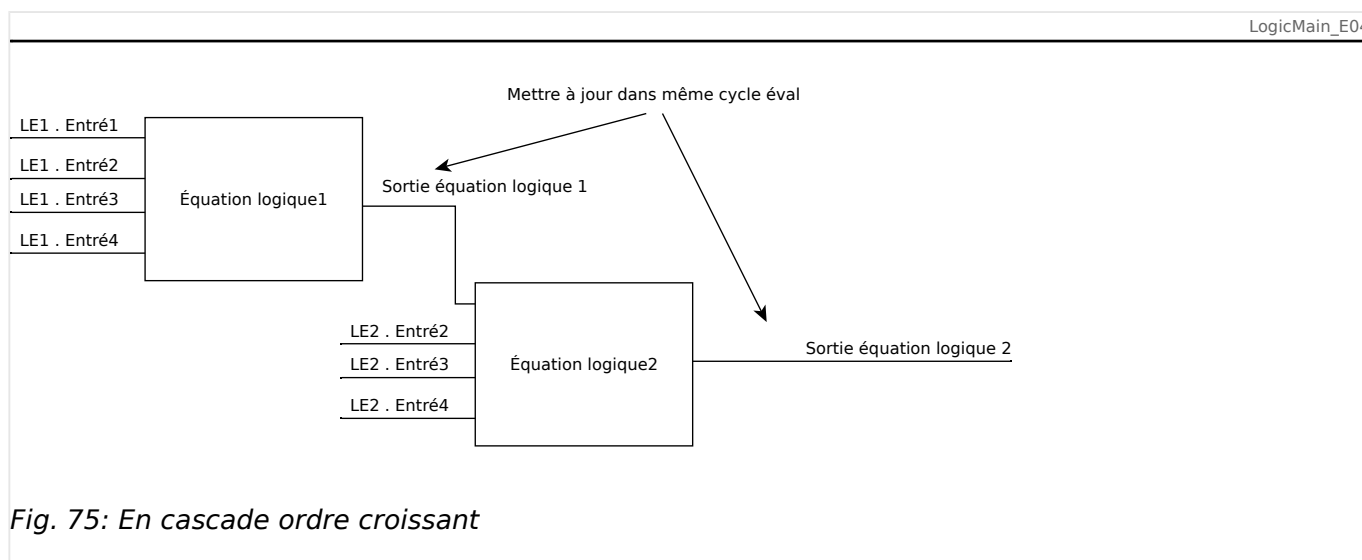 LogicMain_E04
Mettre à jour dans même cycle éval
LE1 . Entré1
LE1 . Entré2
LE1 . Entré3
LE1 . Entré4
Équation logique1
Sortie équation logique 1
LE2 . Entré2
LE2 . Entré3
LE2 . Entré4
Équation logique2
Sortie équation logique 2
Fig. 75: En cascade ordre croissant